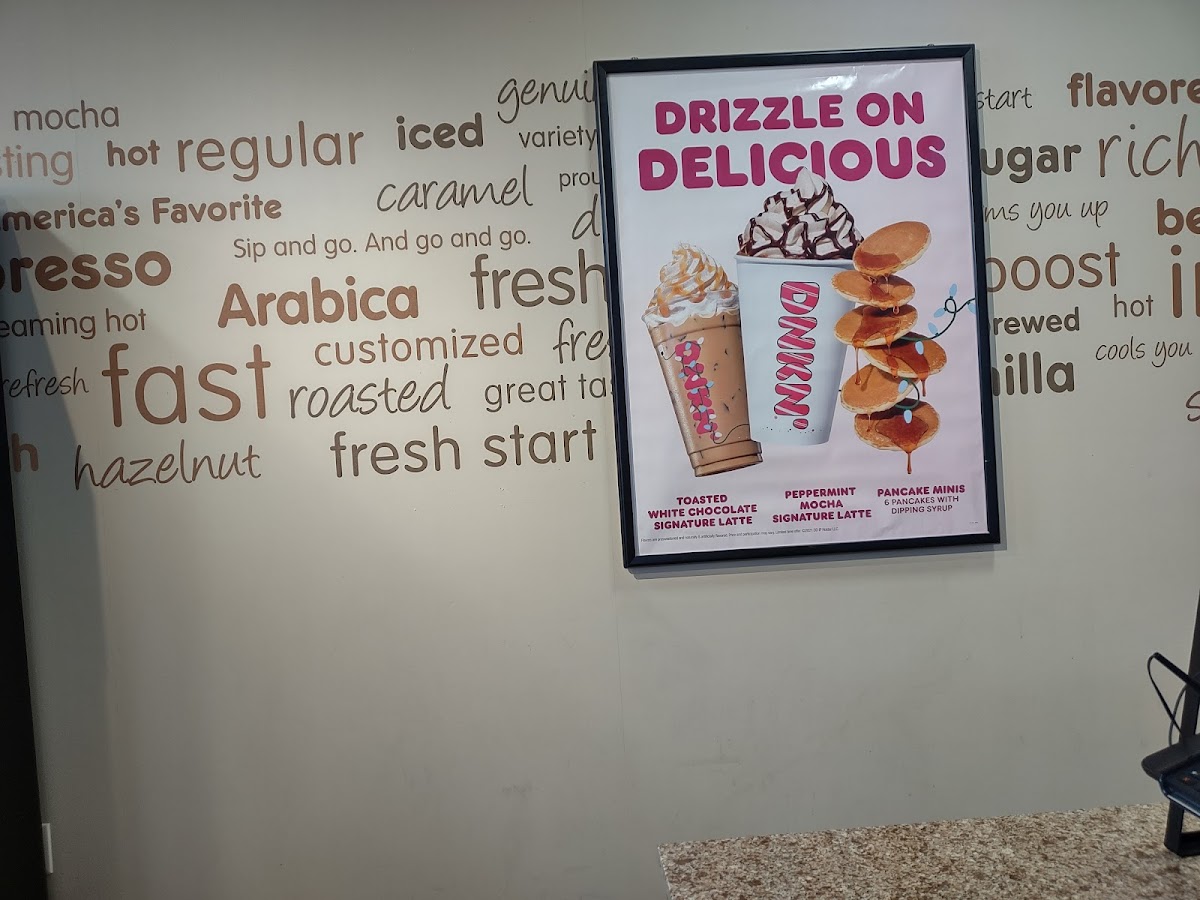 mocha
sting
hot
regular
iced
genui
variety
America's Favorite
caramel
prou
Sip and go. And go and go.
d
presso
Arabica
fresh
eaming hot
customized
fre
refresh
fast
roasted
great tas
h
hazelnut
fresh start
DRIZZLE ON
DELICIOUS
DUNKIN'
TOASTED
WHITE CHOCOLATE
SIGNATURE LATTE
PEPPERMINT
MOCHA
SIGNATURE LATTE
PANCAKE MINIS
6 PANCAKES WITH
DIPPING SYRUP
start
flavore
ugar
rich
ms you up
be
boost
hot
rewed
cools you
nilla